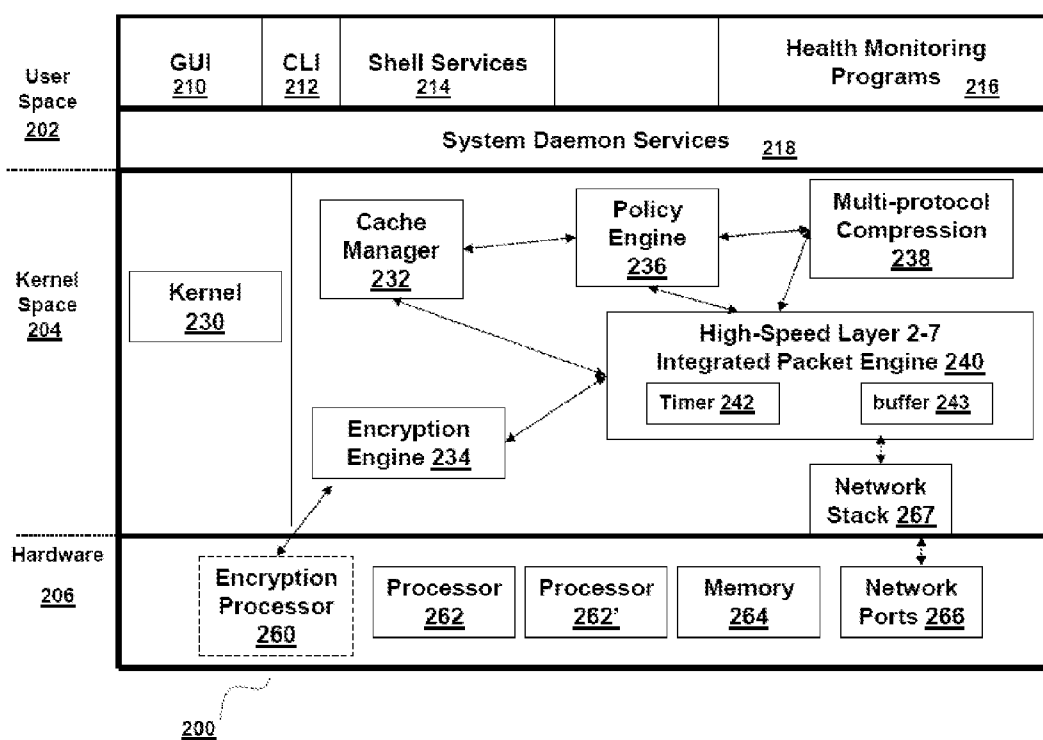 User
Space
202
GUI
210
CLI
212
Shell Services
214
Health Monitoring
Programs 216
System Daemon Services 218
Kernel
Space
204
Kernel
230
Cache
Manager
232
Policy
Engine
236
Multi-protocol
Compression
238
High-Speed Layer 2-7
Integrated Packet Engine 240
Timer 242
buffer 243
Encryption
Engine 234
Network
Stack 267
Hardware
206
Encryption
Processor
260
Processor
262
Processor
262'
Memory
264
Network
Ports 266
200